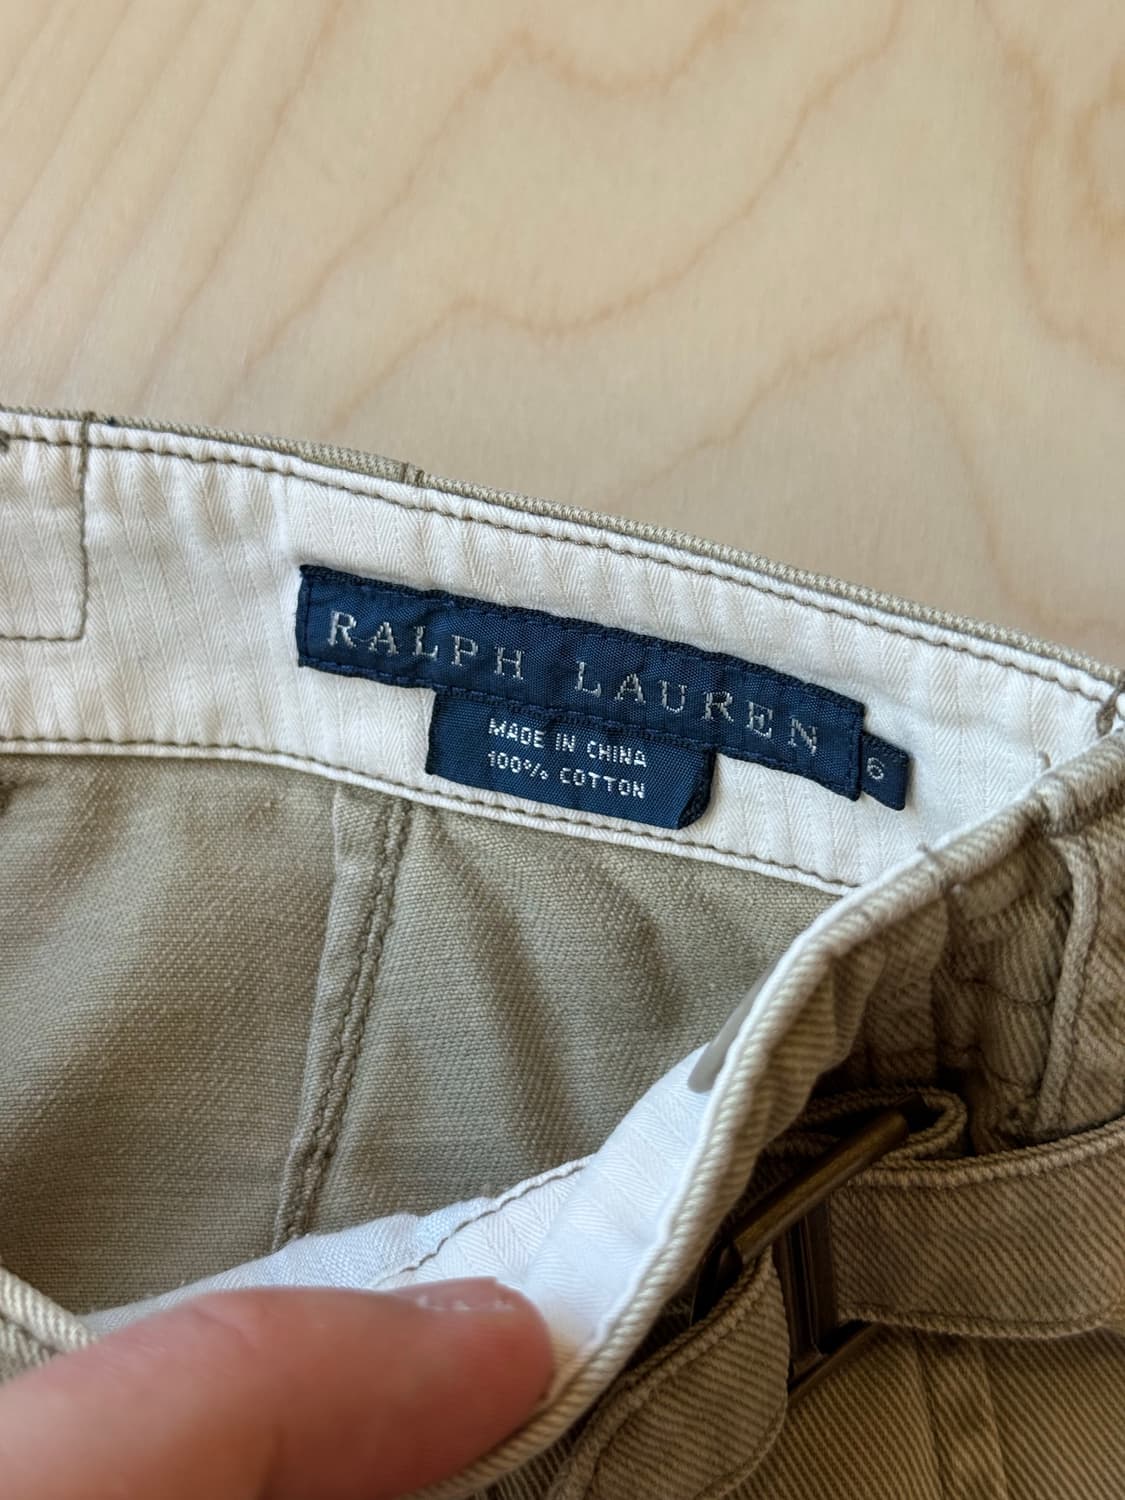 RALPH LAUREN
6
MADE IN CHINA
100% COTTON